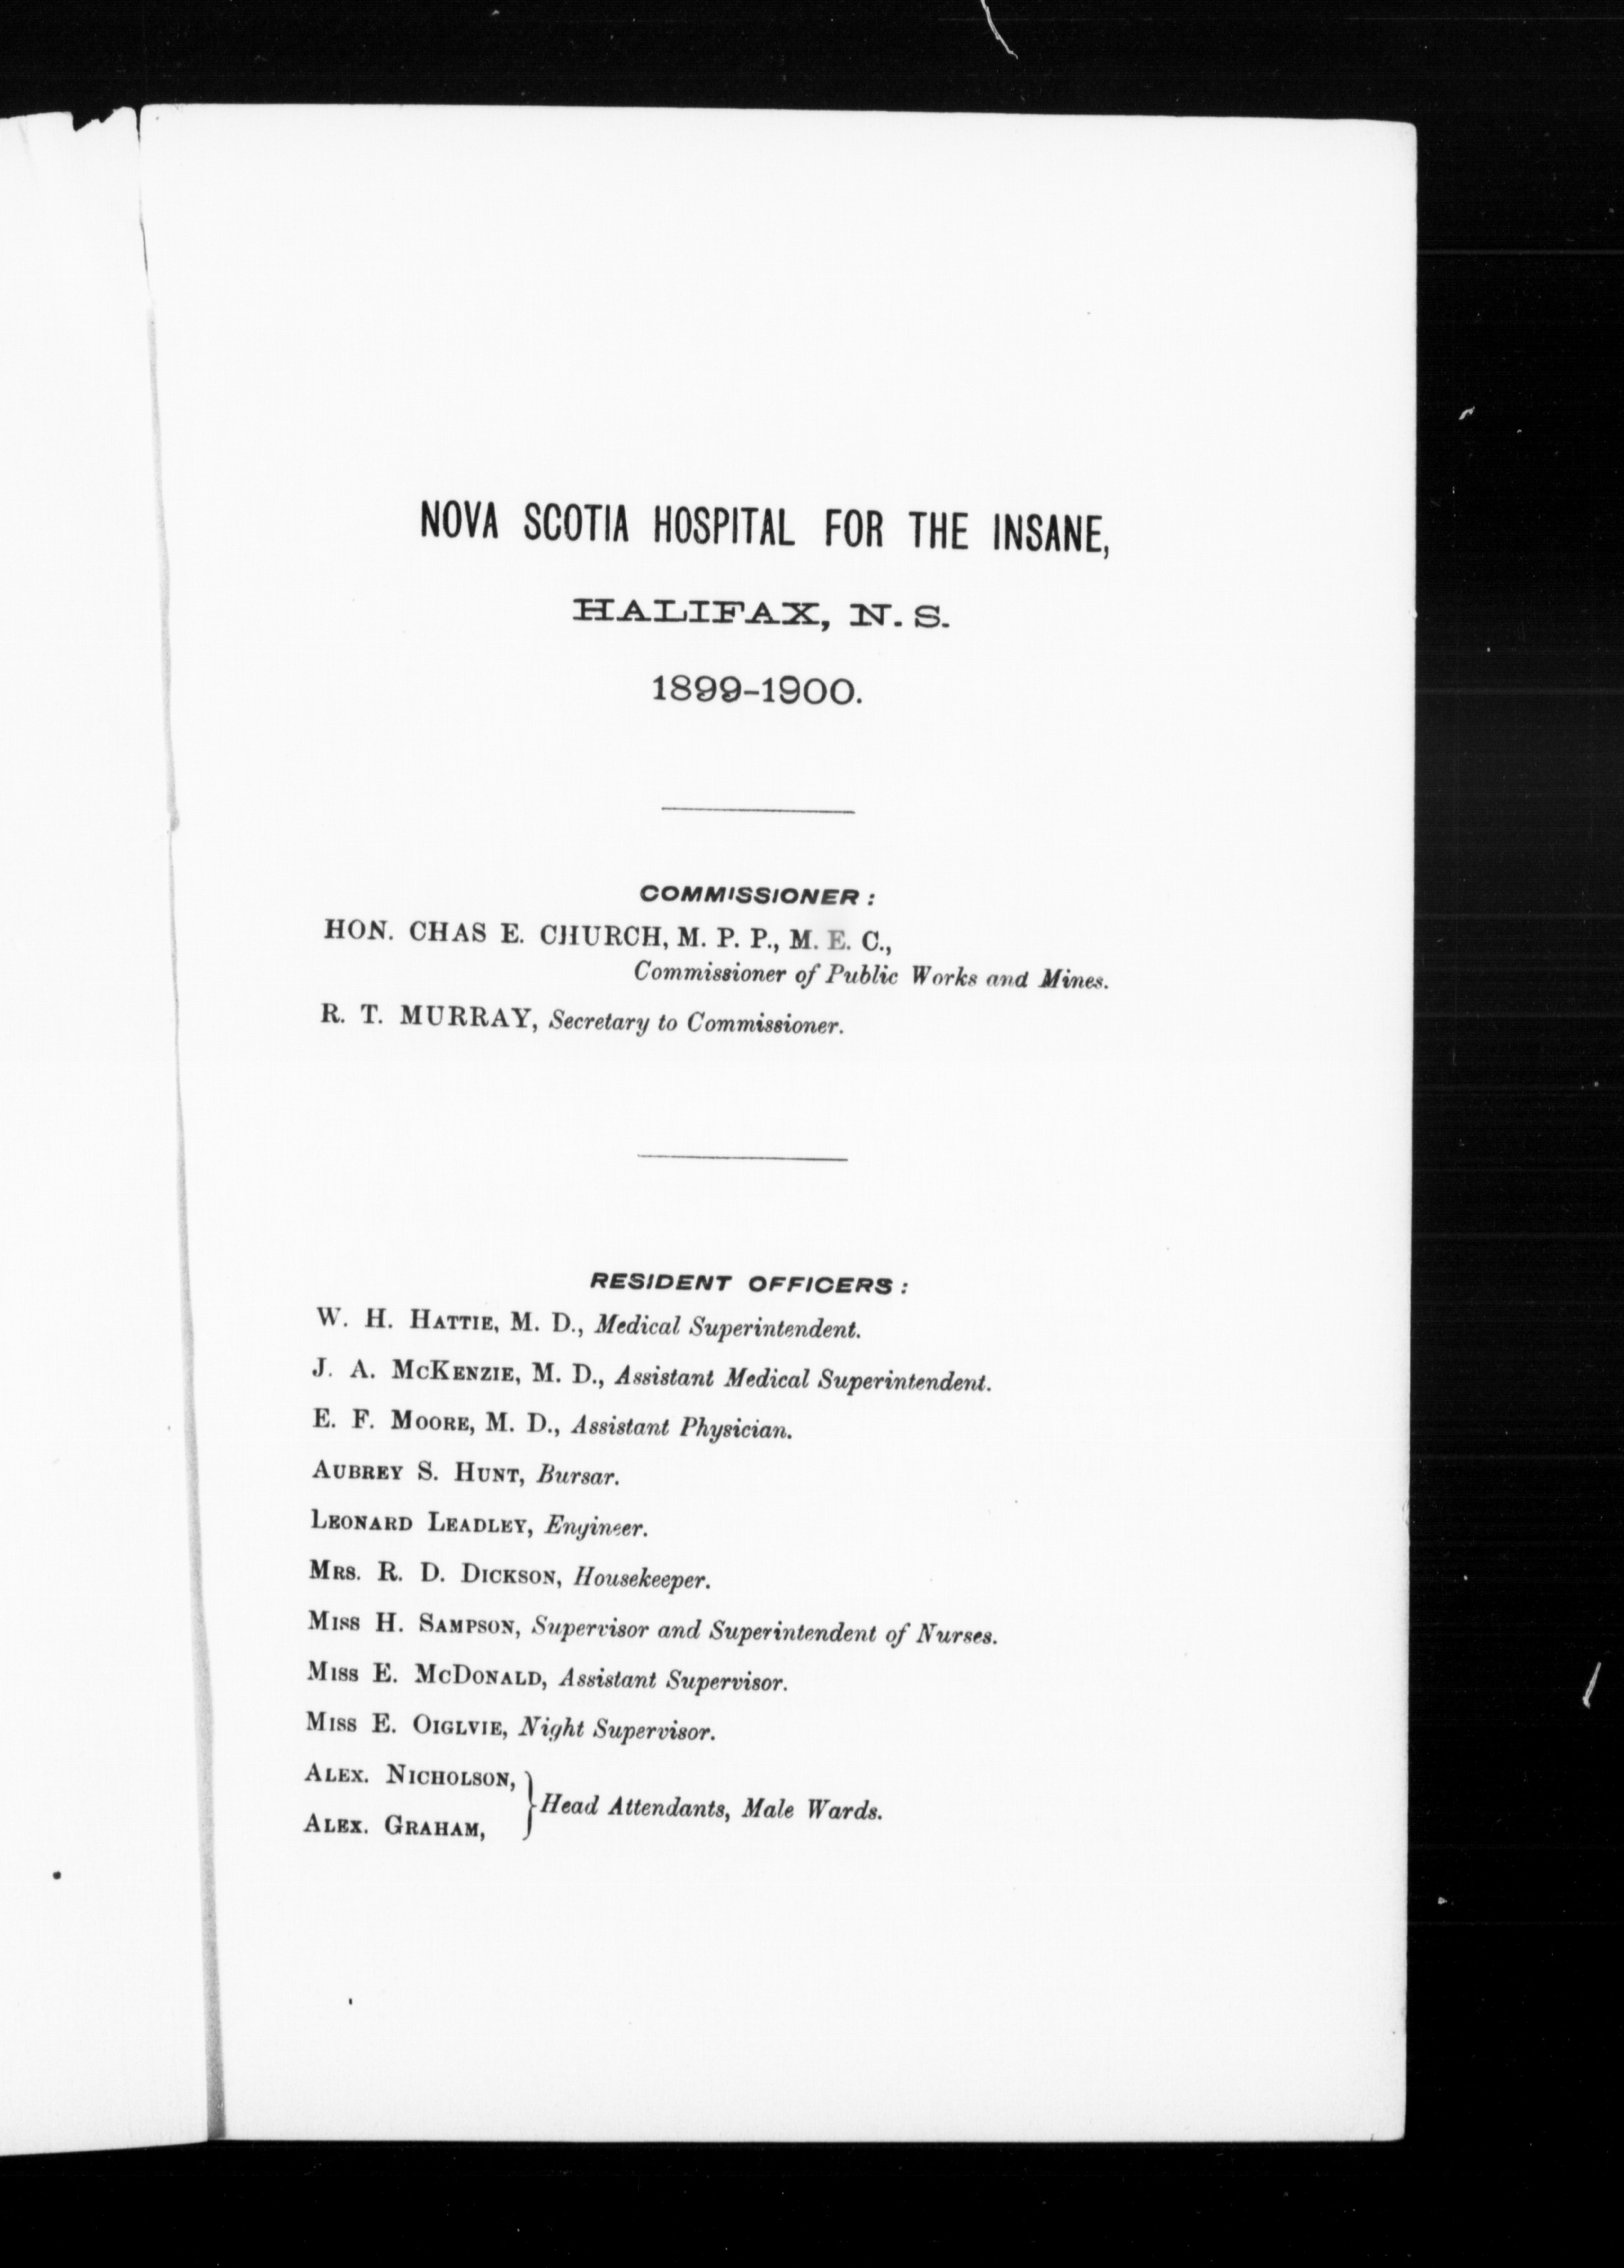 NOVA SCOTIA HOSPITAL FOR THE INSANE,
HALIFAX, N. S.
1899-1900.
COMMISSIONER :
HON. CHAS E. CHURCH, M. P. P., M. E. C.,
Commissioner of Public Works and Mines.
R. T. MURRAY, Secretary to Commissioner.
RESIDENT OFFICERS :
W. H. HATTIE, M. D., Medical Superintendent.
J. A. MCKENZIE, M. D., Assistant Medical Superintendent.
E. F. MOORE, M. D., Assistant Physician.
AUBREY S. HUNT, Bursar.
LEONARD LEADLEY, Engineer.
MRS. R. D. DICKSON, Housekeeper.
MISS H. SAMPSON, Supervisor and Superintendent of Nurses.
MISS E. MCDONALD, Assistant Supervisor.
MISS E. OIGLVIE, Night Supervisor.
ALEX. NICHOLSON,
ALEX. GRAHAM,
} Head Attendants, Male Wards.